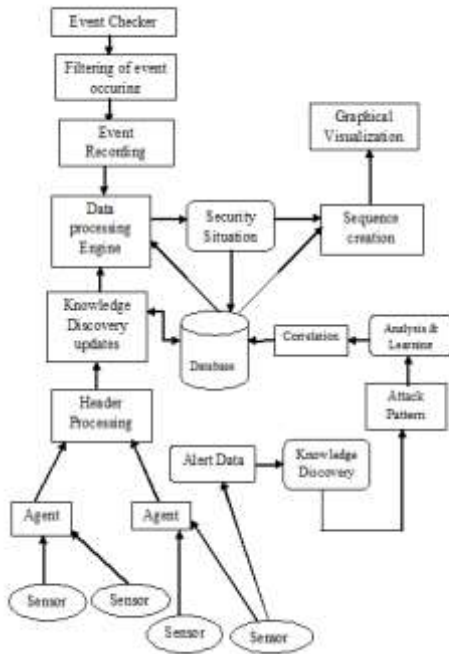 Event Checker
Filtering of event
occuring
Event
Recording
Graphical
Visualization
Data
processing
Engine
Security
Situation
Sequence
creation
Knowledge
Discovery
updates
Database
Correlation
Analysis &
Learning
Header
Processing
Attack
Pattern
Alert Data
Knowledge
Discovery
Agent
Agent
Sensor
Sensor
Sensor
Sensor